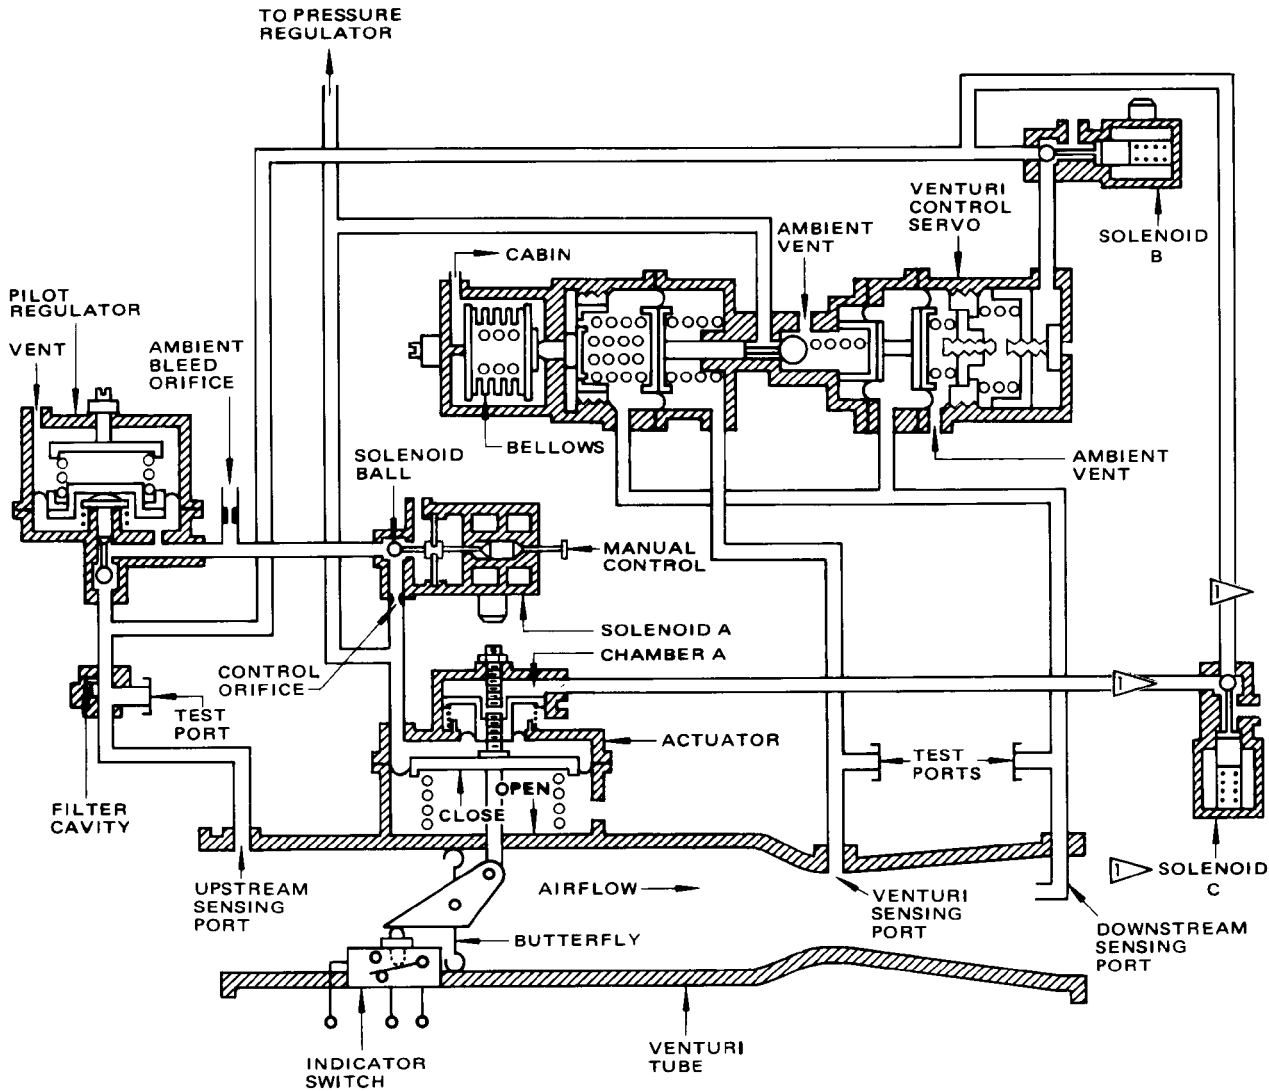 TO PRESSURE
REGULATOR
SOLENOID
B
VENTURI
CONTROL
SERVO
AMBIENT
VENT
CABIN
PILOT
REGULATOR
VENT
AMBIENT
BLEED
ORIFICE
SOLENOID
BALL
BELLOWS
AMBIENT
VENT
MANUAL
CONTROL
SOLENOID A
CHAMBER A
CONTROL
ORIFICE
TEST
PORT
ACTUATOR
TEST
PORTS
FILTER
CAVITY
OPEN
CLOSE
1
1
UPSTREAM
SENSING
PORT
AIRFLOW
VENTURI
SENSING
PORT
1
SOLENOID
C
BUTTERFLY
DOWNSTREAM
SENSING
PORT
INDICATOR
SWITCH
VENTURI
TUBE